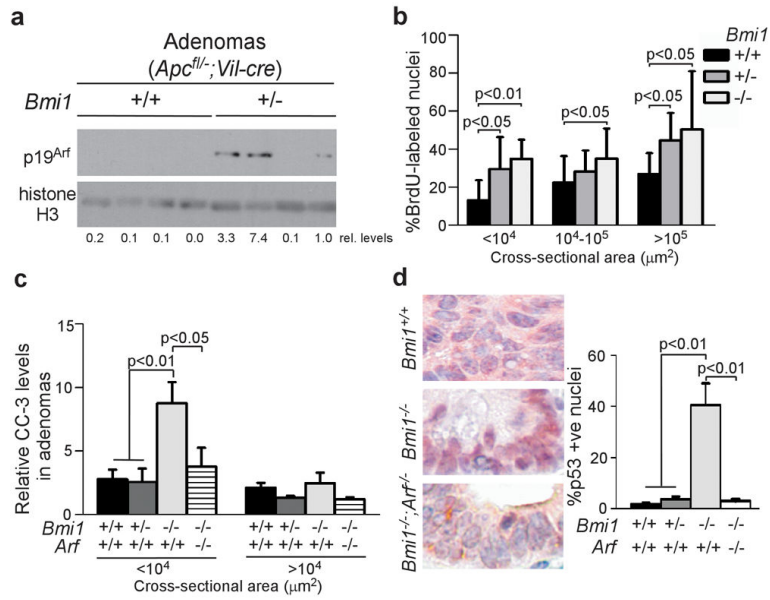 a
Adenomas
(Apcfl/-;Vil-cre)
Bmi1 +/+ +/-
p19Arf
histone
H3
0.2 0.1 0.1 0.0 3.3 7.4 0.1 1.0 rel. levels
b
Bmi1
+/+
+/-
-/-
%BrdU-labeled nuclei
100
80
60
40
20
0
p<0.05
p<0.01
p<0.05
p<0.05
p<0.05
<10⁴ 10⁴-10⁵ >10⁵
Cross-sectional area (μm²)
c
Relative CC-3 levels
in adenomas
15
10
5
0
p<0.01
p<0.05
Bmi1 +/+ +/- -/- -/- +/+ +/- -/- -/-
Arf +/+ +/+ +/+ -/- +/+ +/+ +/+ -/-
<10⁴ >10⁴
Cross-sectional area (μm²)
d
Bmi1+/+
Bmi1-/-
Bmi1-/-;Arf-/-
%p53 +ve nuclei
60
40
20
0
p<0.01
p<0.01
Bmi1 +/+ +/- -/- -/-
Arf +/+ +/+ +/+ -/-